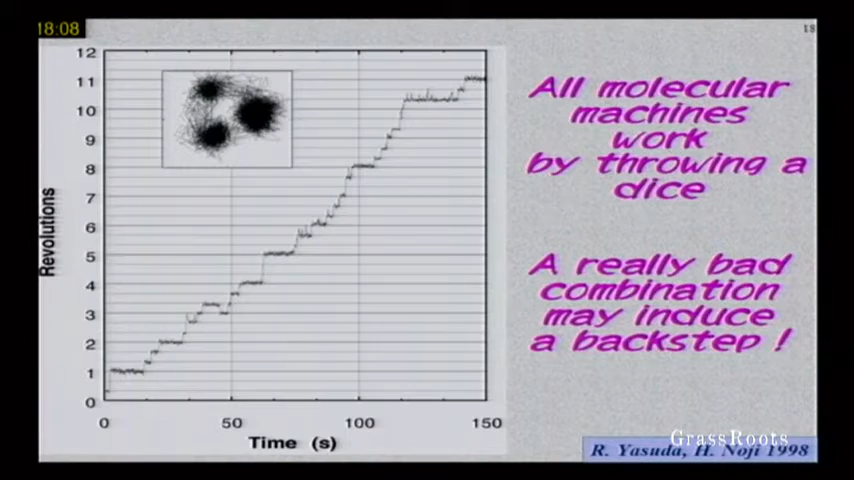 18:08
18
12
11
10
9
8
7
6
5
4
3
2
1
0
Revolutions
0
50
100
150
Time (s)
All molecular
machines
work
by throwing a
dice
A really bad
combination
may induce
a backstep !
GrassRoots
R. Yasuda, H. Noji 1998